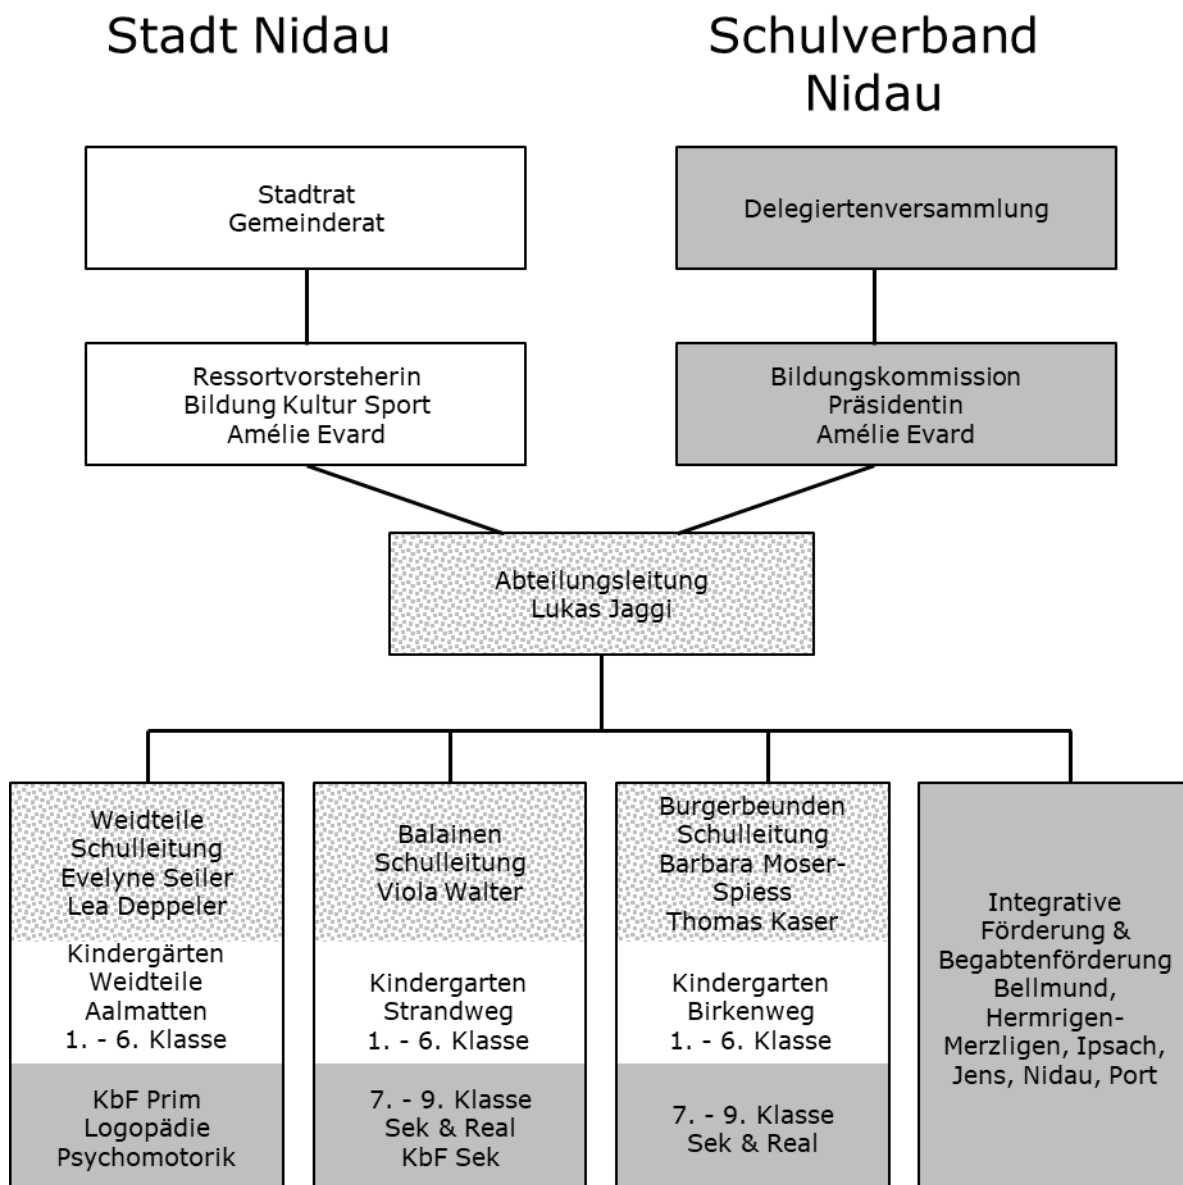 Stadt Nidau
Schulverband
Nidau
Stadtrat
Gemeinderat
Delegiertenversammlung
Ressortvorsteherin
Bildung Kultur Sport
Amélie Evard
Bildungskommission
Präsidentin
Amélie Evard
Abteilungsleitung
Lukas Jaggi
Weidteile
Schulleitung
Evelyne Seiler
Lea Deppeler
Kindergärten
Weidteile
Aalmatten
1. - 6. Klasse
KbF Prim
Logopädie
Psychomotorik
Balainen
Schulleitung
Viola Walter
Kindergarten
Strandweg
1. - 6. Klasse
7. - 9. Klasse
Sek & Real
KbF Sek
Burgerbeunden
Schulleitung
Barbara Moser-
Spiess
Thomas Kaser
Kindergarten
Birkenweg
1. - 6. Klasse
7. - 9. Klasse
Sek & Real
Integrative
Förderung &
Begabtenförderung
Bellmund,
Hermrigen-
Merzligen, Ipsach,
Jens, Nidau, Port